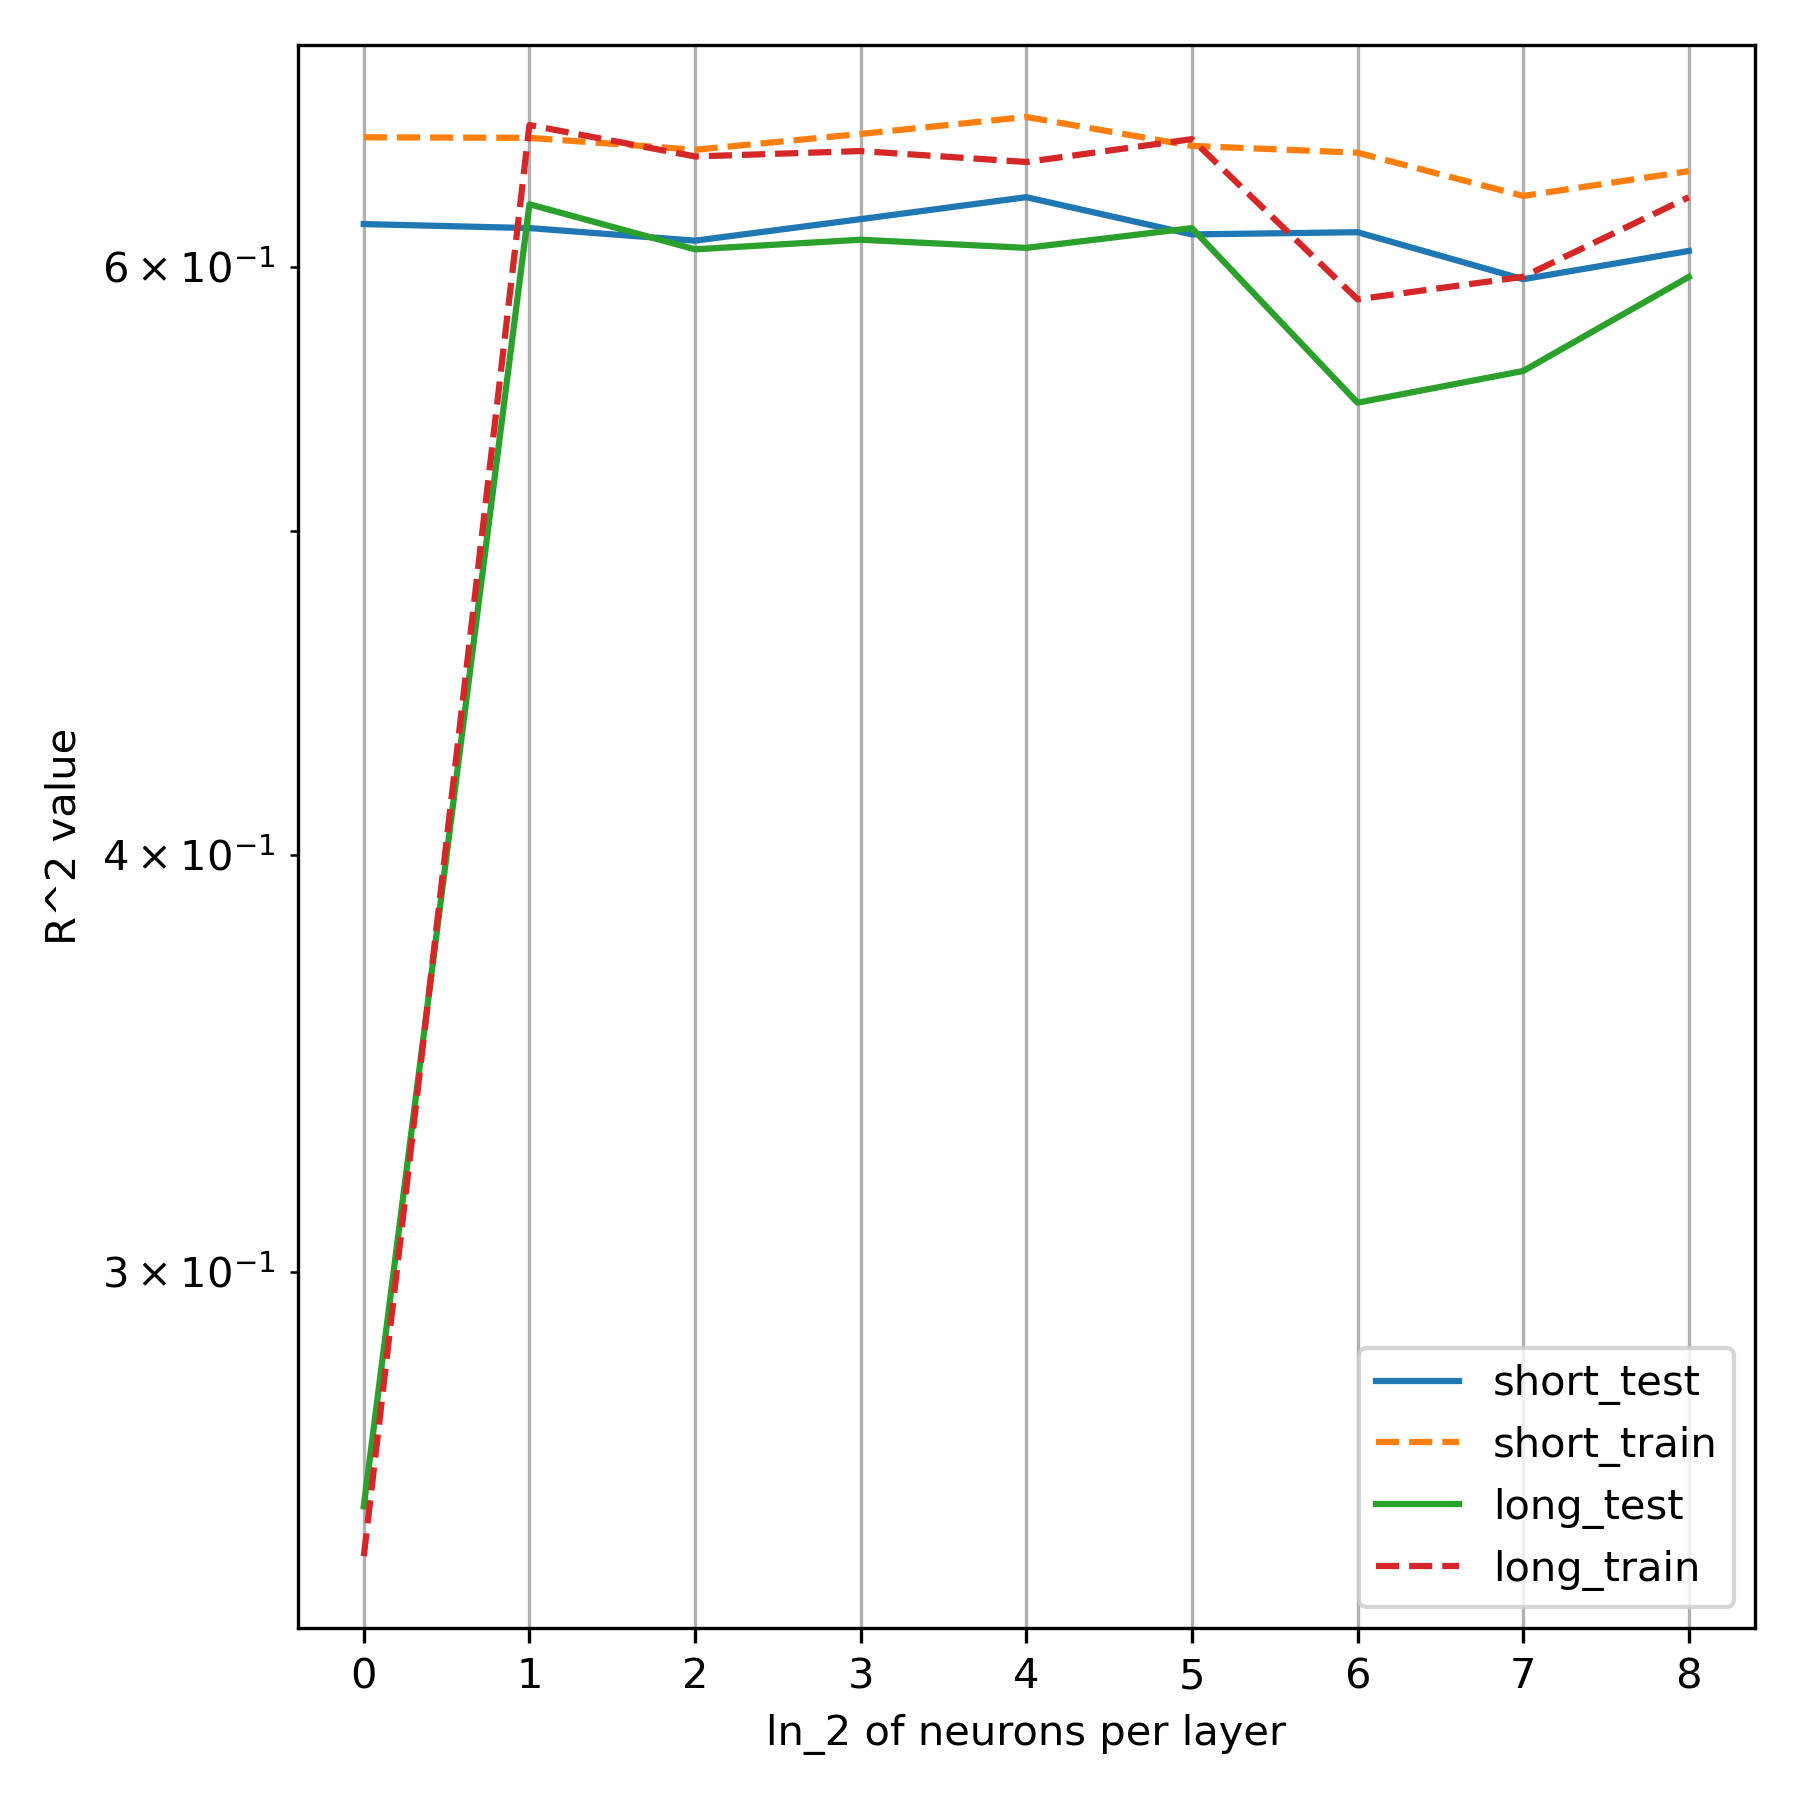 R^2 value
6 × 10⁻¹
4 × 10⁻¹
3 × 10⁻¹
short_test
short_train
long_test
long_train
0 1 2 3 4 5 6 7 8
ln_2 of neurons per layer